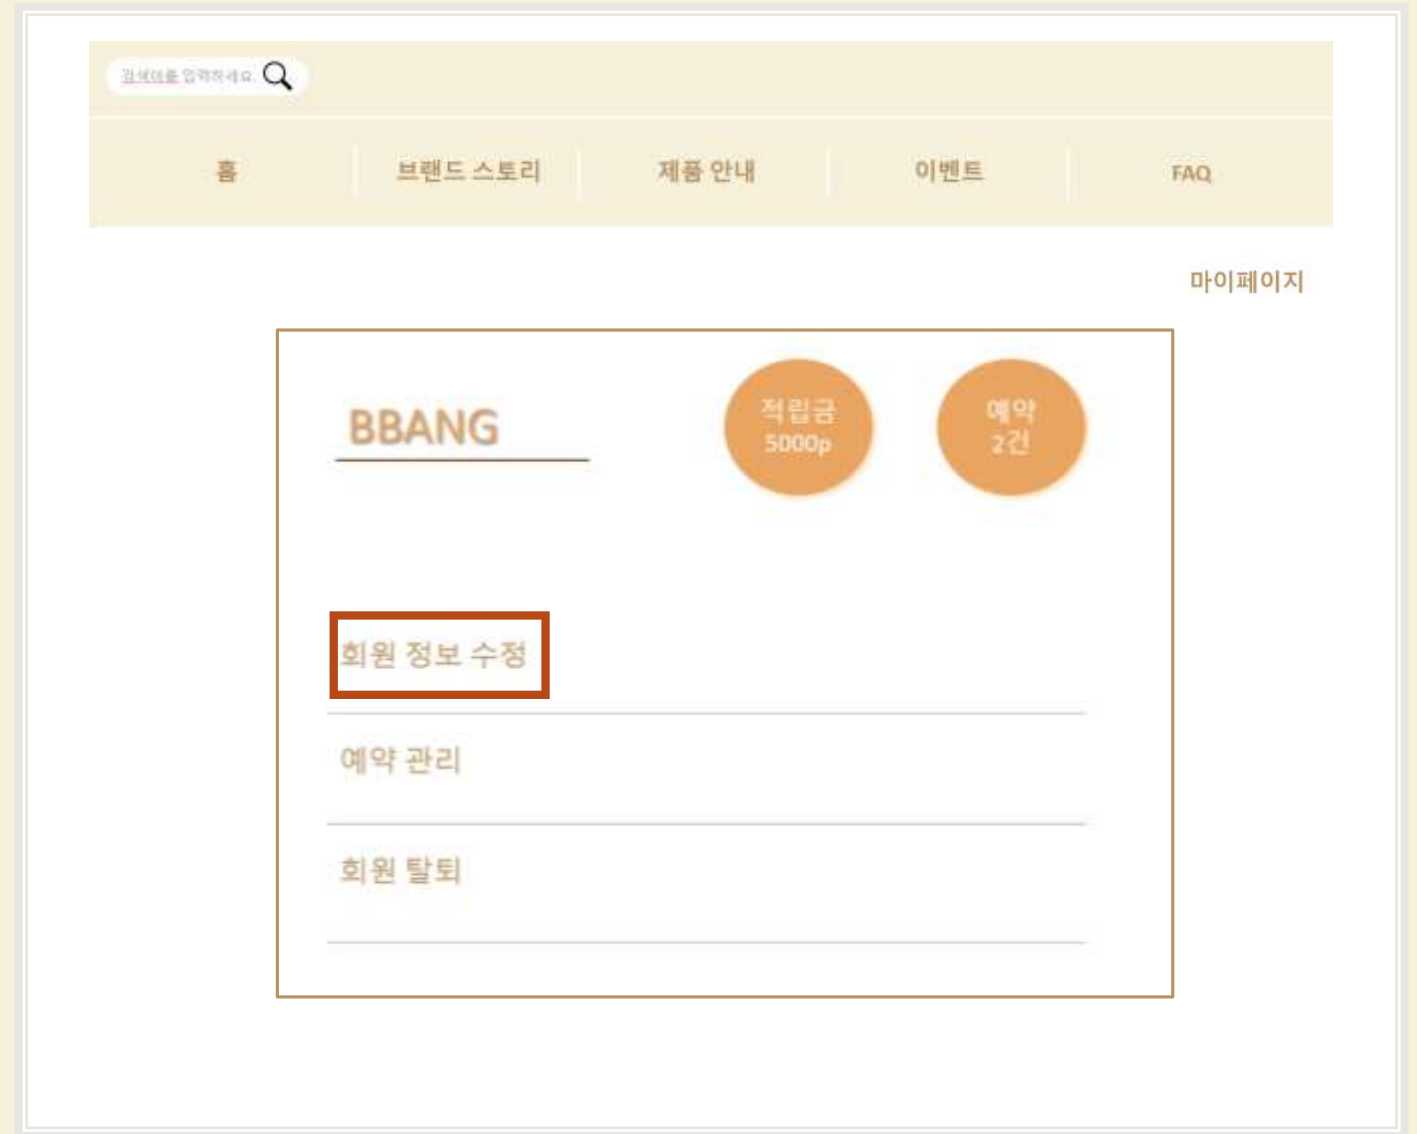 검색어를 입력하세요.
홈 브랜드 스토리 제품 안내 이벤트 FAQ
마이페이지
BBANG
적립금
5000p
예약
2건
회원 정보 수정
예약 관리
회원 탈퇴